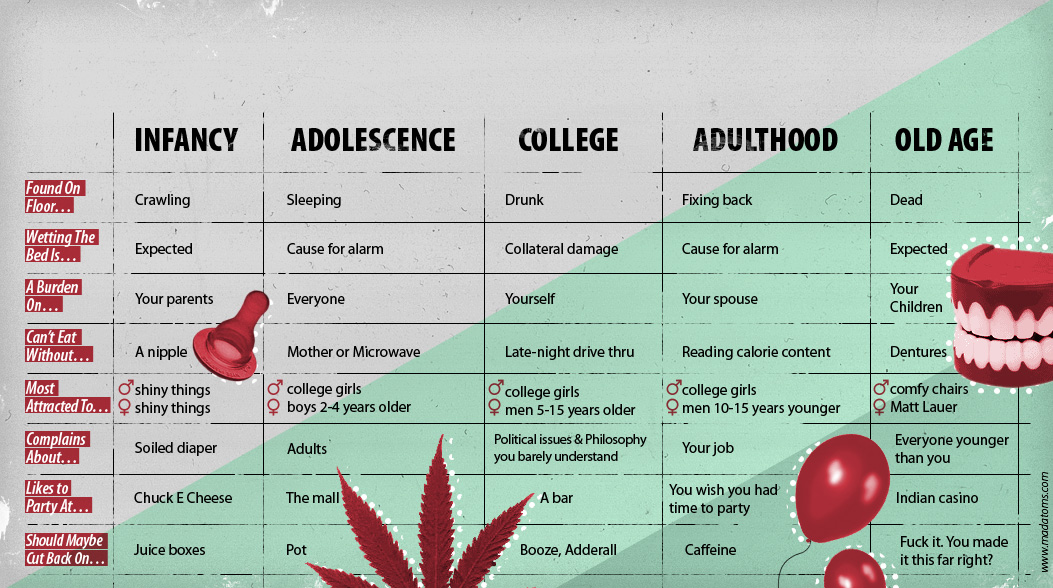 INFANCY ADOLESCENCE COLLEGE ADULTHOOD OLD AGE
Found On
Floor...
Crawling Sleeping Drunk Fixing back Dead
Wetting The
Bed Is...
Expected Cause for alarm Collateral damage Cause for alarm Expected
A Burden
On...
Your parents Everyone Yourself Your spouse
Your
Children
Can't Eat
Without...
A nipple Mother or Microwave Late-night drive thru Reading calorie content Dentures
Most
Attracted To...
♂ shiny things
♀ shiny things
♂ college girls
♀ boys 2-4 years older
♂ college girls
♀ men 5-15 years older
♂ college girls
♀ men 10-15 years younger
♂ comfy chairs
♀ Matt Lauer
Complains
About...
Soiled diaper Adults
Political issues & Philosophy
you barely understand
Your job
Everyone younger
than you
Likes to
Party At...
Chuck E Cheese The mall A bar
You wish you had
time to party
Indian casino
Should Maybe
Cut Back On...
Juice boxes Pot Booze, Adderall Caffeine
Fuck it. You made
it this far right?
www.madatoms.com